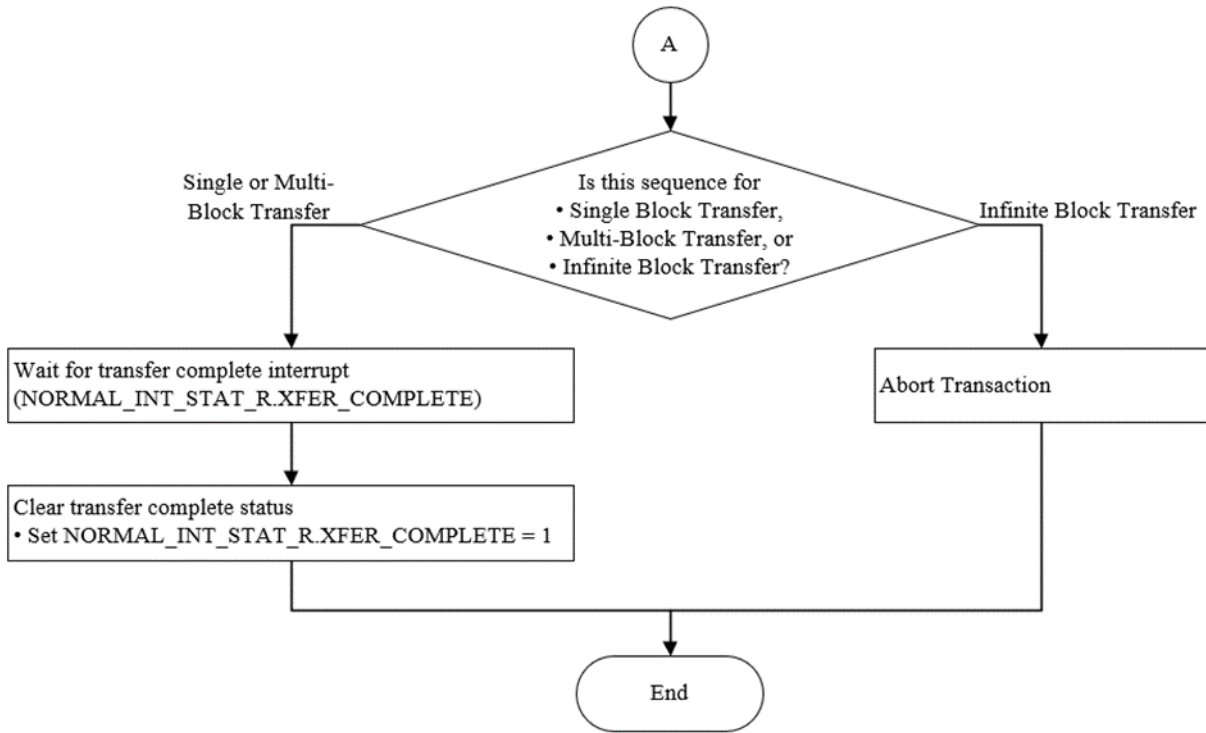 A
Single or Multi-
Block Transfer
Is this sequence for
• Single Block Transfer,
• Multi-Block Transfer, or
• Infinite Block Transfer?
Infinite Block Transfer
Wait for transfer complete interrupt
(NORMAL_INT_STAT_R.XFER_COMPLETE)
Abort Transaction
Clear transfer complete status
• Set NORMAL_INT_STAT_R.XFER_COMPLETE = 1
End